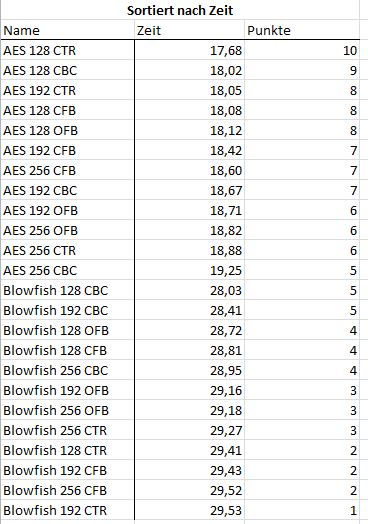 Sortiert nach Zeit
Name Zeit Punkte
AES 128 CTR 17,68 10
AES 128 CBC 18,02 9
AES 192 CTR 18,05 8
AES 128 CFB 18,08 8
AES 128 OFB 18,12 8
AES 192 CFB 18,42 7
AES 256 CFB 18,60 7
AES 192 CBC 18,67 7
AES 192 OFB 18,71 6
AES 256 OFB 18,82 6
AES 256 CTR 18,88 6
AES 256 CBC 19,25 5
Blowfish 128 CBC 28,03 5
Blowfish 192 CBC 28,41 5
Blowfish 128 OFB 28,72 4
Blowfish 128 CFB 28,81 4
Blowfish 256 CBC 28,95 4
Blowfish 192 OFB 29,16 3
Blowfish 256 OFB 29,18 3
Blowfish 256 CTR 29,27 3
Blowfish 128 CTR 29,41 2
Blowfish 192 CFB 29,43 2
Blowfish 256 CFB 29,52 2
Blowfish 192 CTR 29,53 1